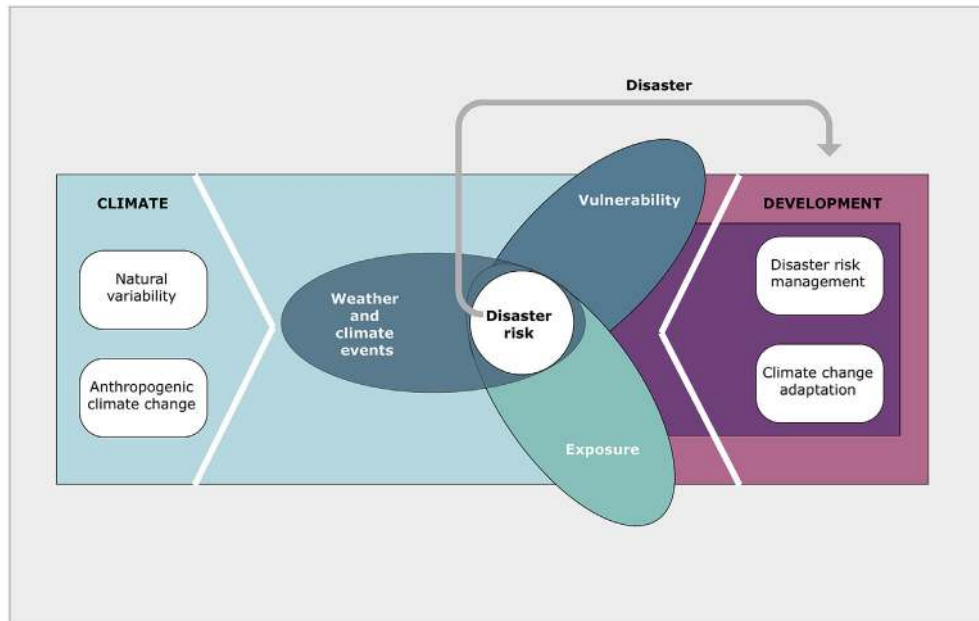 Disaster
Vulnerability
CLIMATE
DEVELOPMENT
Natural
variability
Disaster risk
management
Weather
and
climate
events
Disaster
risk
Anthropogenic
climate change
Climate change
adaptation
Exposure